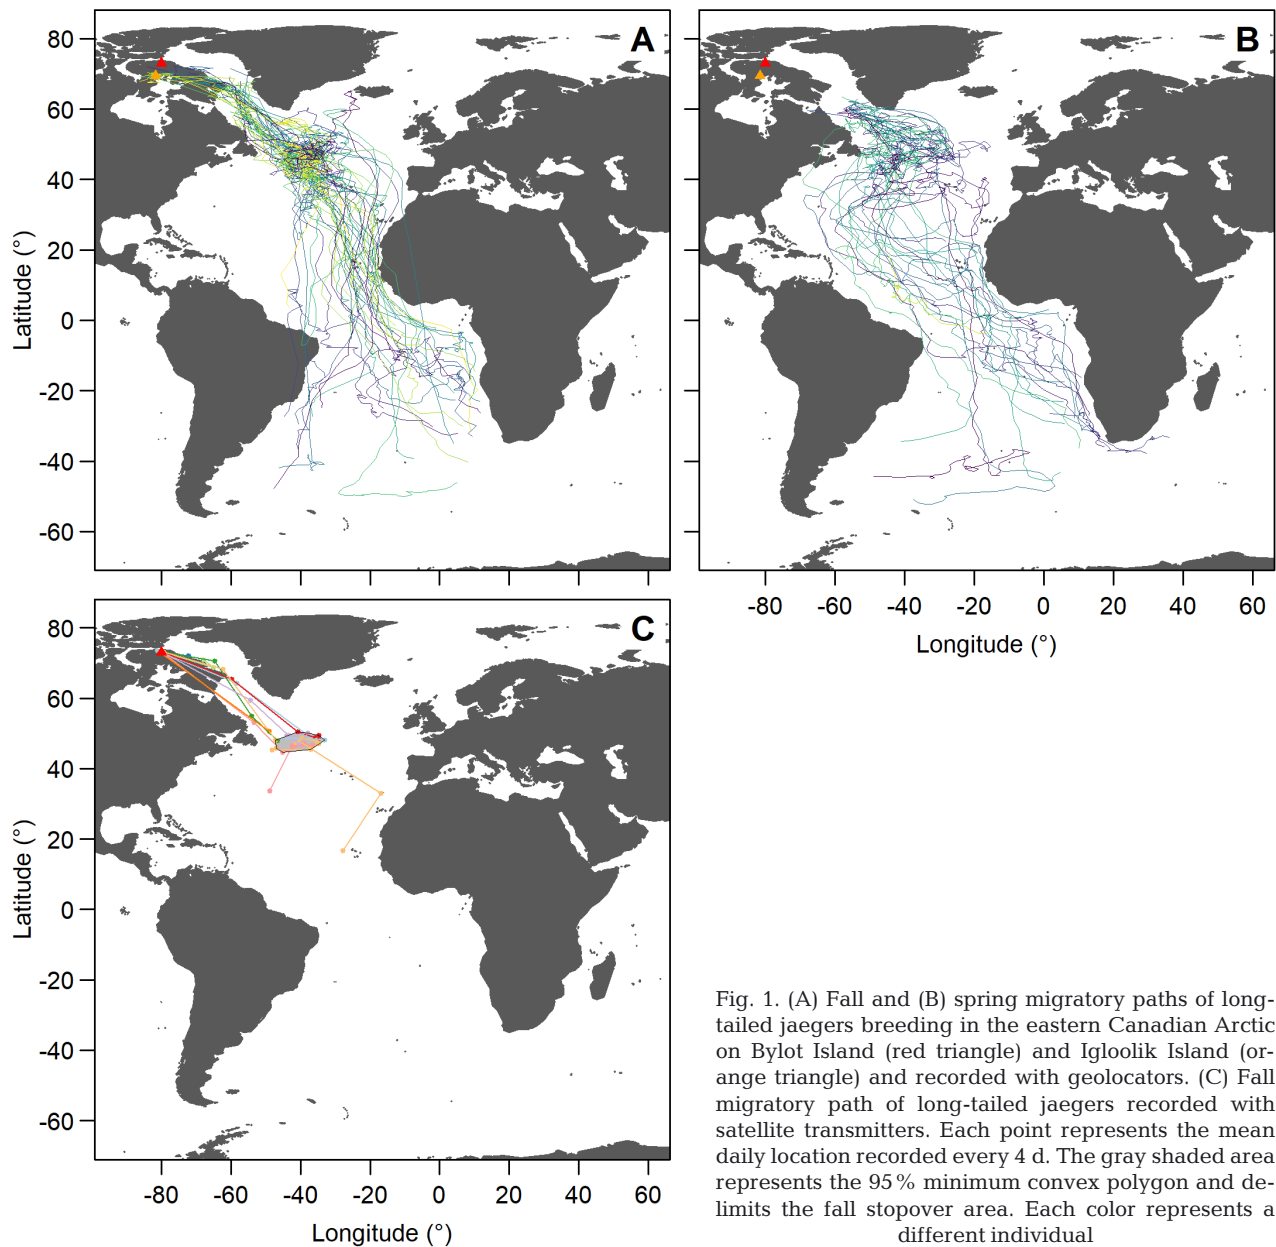 A
80
60
40
20
0
-20
-40
-60
Latitude (°)
B
-80 -60 -40 -20 0 20 40 60
Longitude (°)
C
80
60
40
20
0
-20
-40
-60
Latitude (°)
-80 -60 -40 -20 0 20 40 60
Longitude (°)
Fig. 1. (A) Fall and (B) spring migratory paths of long-
tailed jaegers breeding in the eastern Canadian Arctic
on Bylot Island (red triangle) and Igloolik Island (or-
ange triangle) and recorded with geolocators. (C) Fall
migratory path of long-tailed jaegers recorded with
satellite transmitters. Each point represents the mean
daily location recorded every 4 d. The gray shaded area
represents the 95% minimum convex polygon and de-
limits the fall stopover area. Each color represents a
different individual